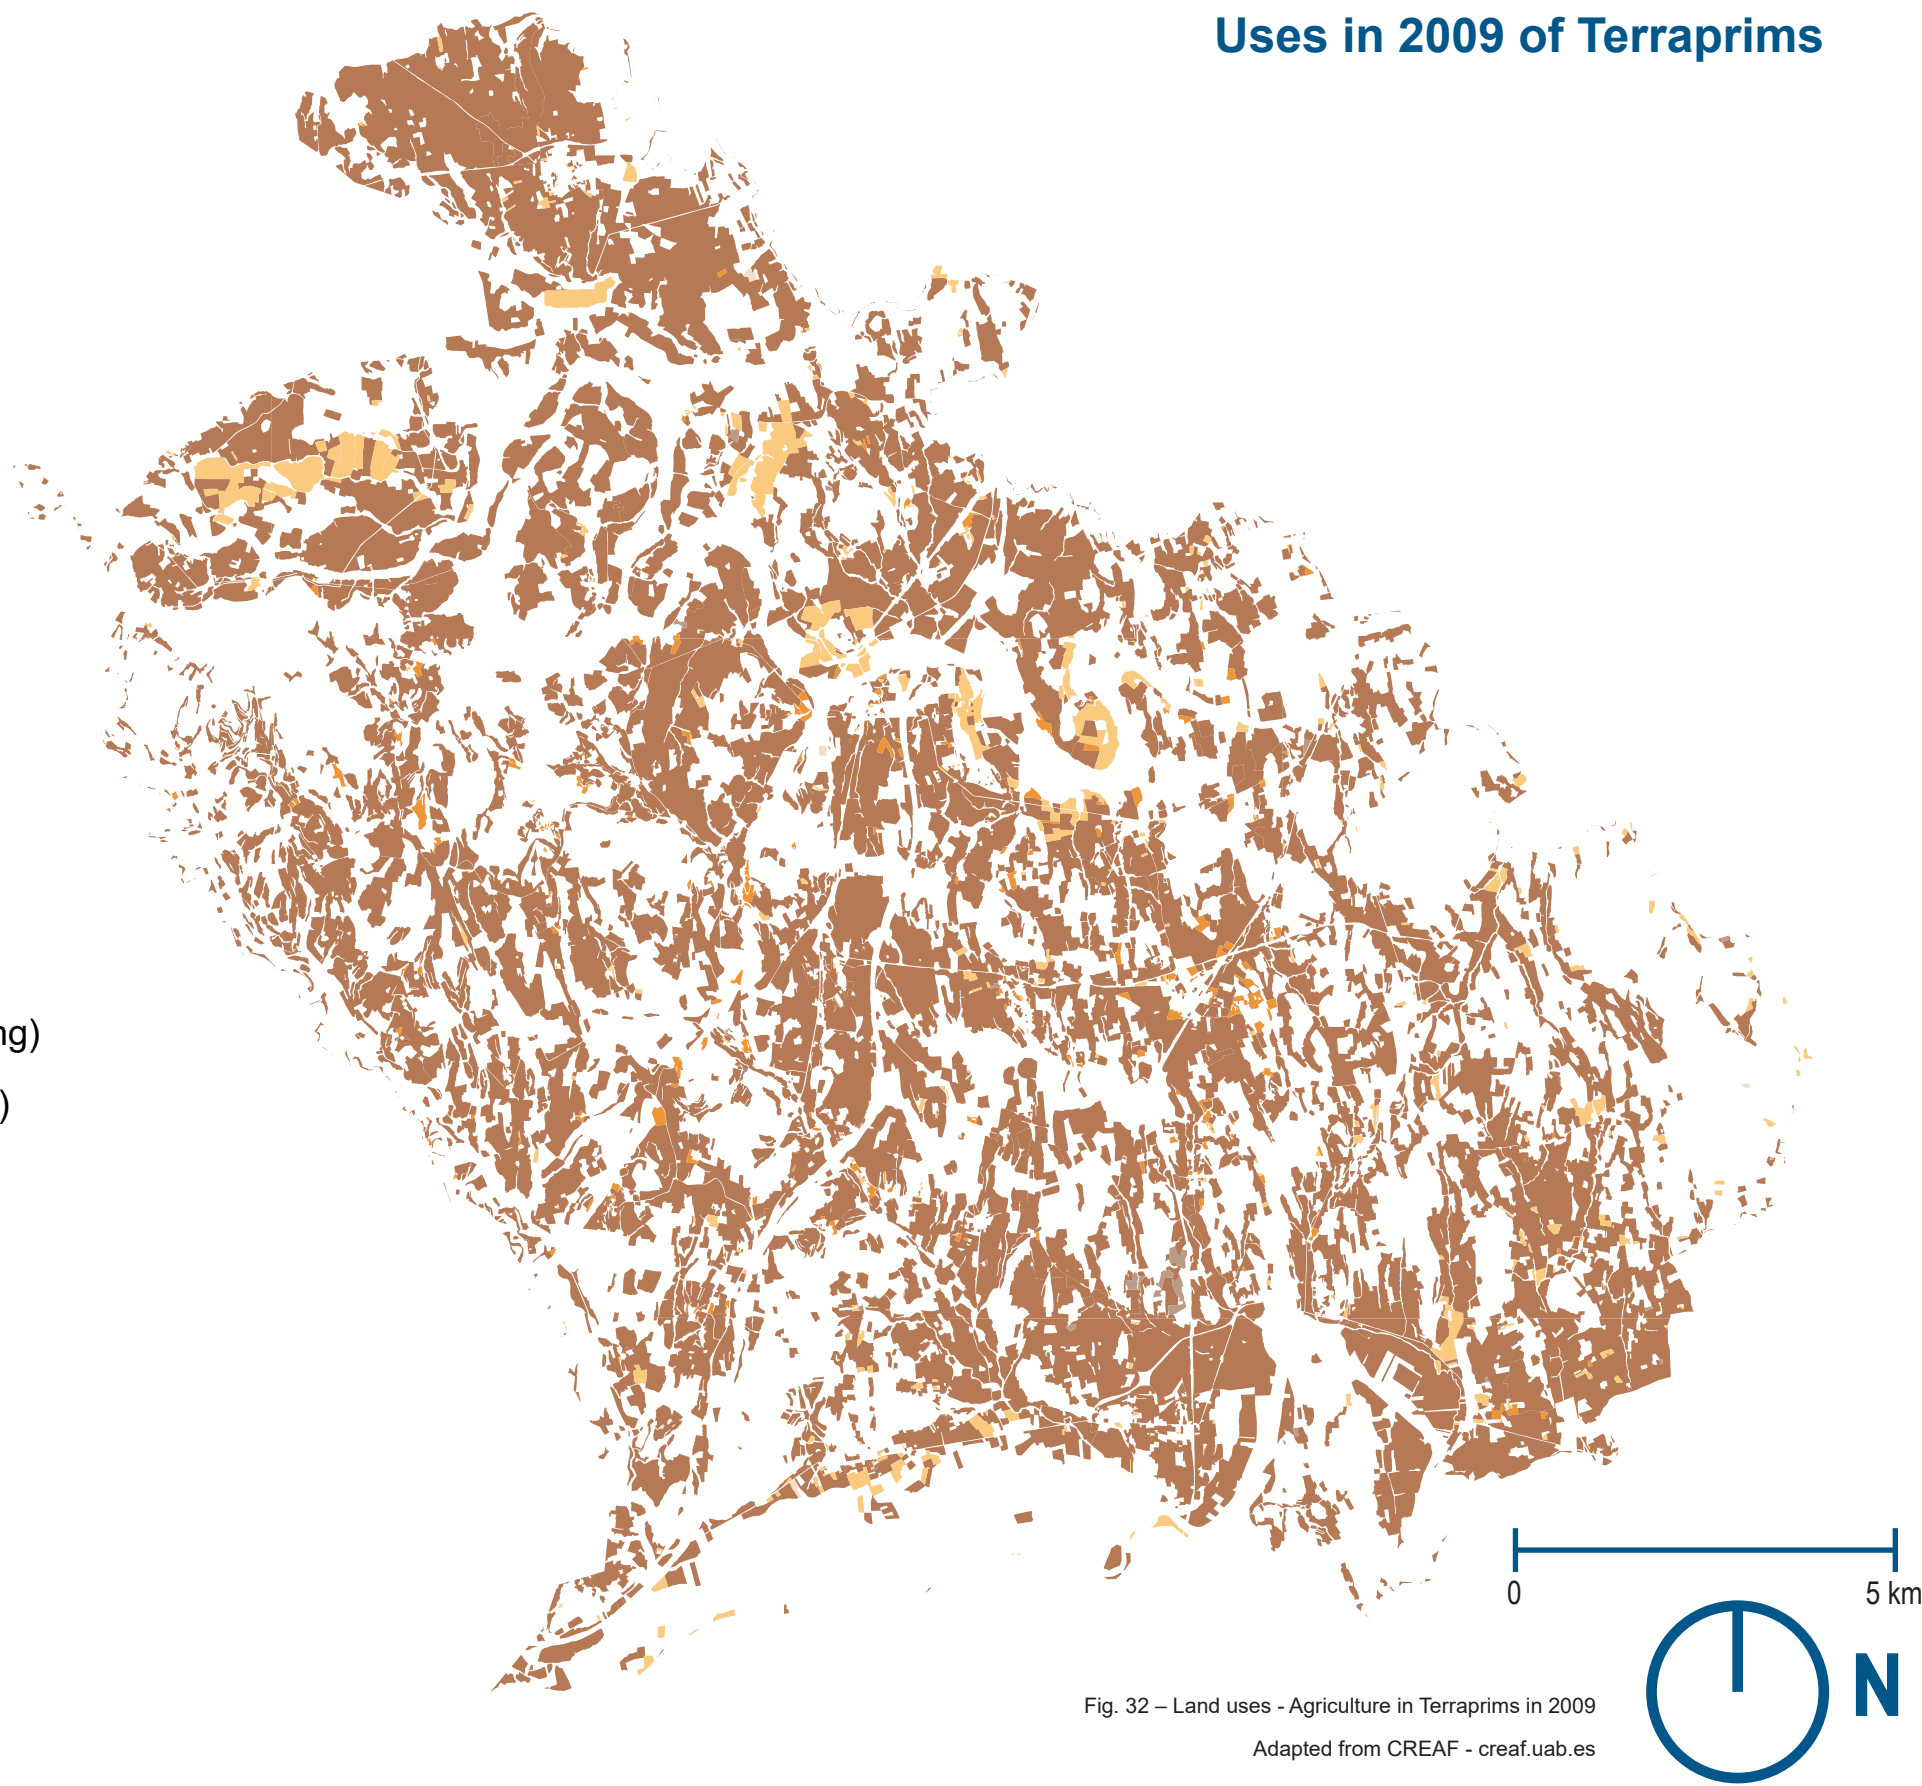 Uses in 2009 of Terraprims
ng)
)
0 5 km
N
Fig. 32 – Land uses - Agriculture in Terraprims in 2009
Adapted from CREAF - creaf.uab.es